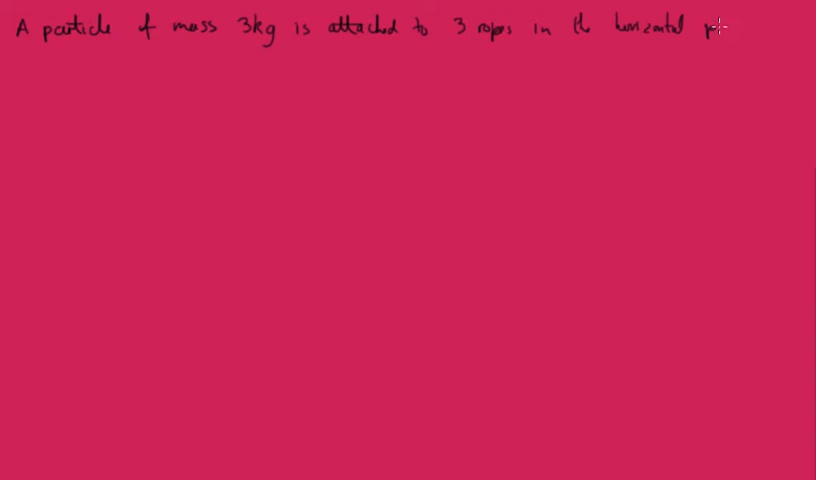 A particle of mass 3kg is attached to 3 ropes in the horizontal